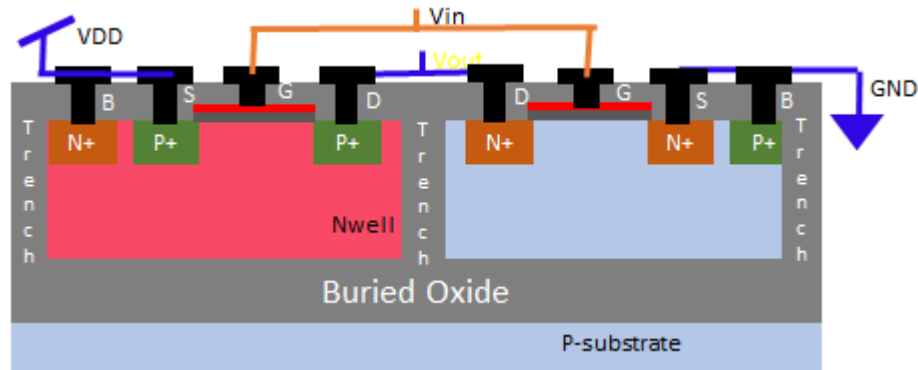 Vin
VDD
Vout
GND
B
S
G
D
D
G
S
B
Trench
N+
P+
P+
Trench
N+
N+
P+
Trench
Nwell
Buried Oxide
P-substrate